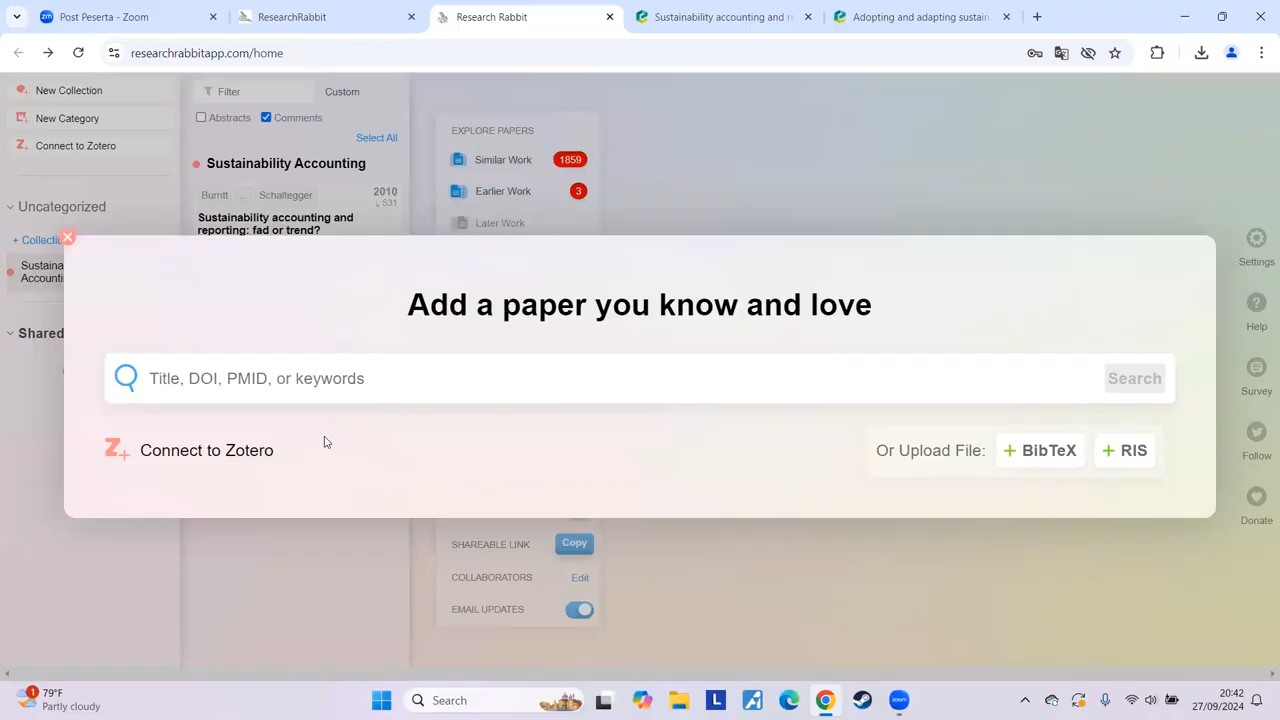 Post Peserta - Zoom
ResearchRabbit
Research Rabbit
Sustainability accounting and r
Adopting and adapting sustain
researchrabbitapp.com/home
New Collection
New Category
Connect to Zotero
Uncategorized
+ Collectio
Sustaina
Accounti
Shared
Filter
Custom
Abstracts
Comments
Select All
Sustainability Accounting
Burritt
..
Schaltegger
2010
531
Sustainability accounting and
reporting: fad or trend?
EXPLORE PAPERS
Similar Work
1859
Earlier Work
3
Later Work
Add a paper you know and love
Title, DOI, PMID, or keywords
Search
Z+
Connect to Zotero
Or Upload File:
+ BibTeX
+ RIS
SHAREABLE LINK
Copy
COLLABORATORS
Edit
EMAIL UPDATES
Settings
?
Help
Survey
Follow
Donate
1
79°F
Partly cloudy
Search
L
zoom
20:42
27/09/2024